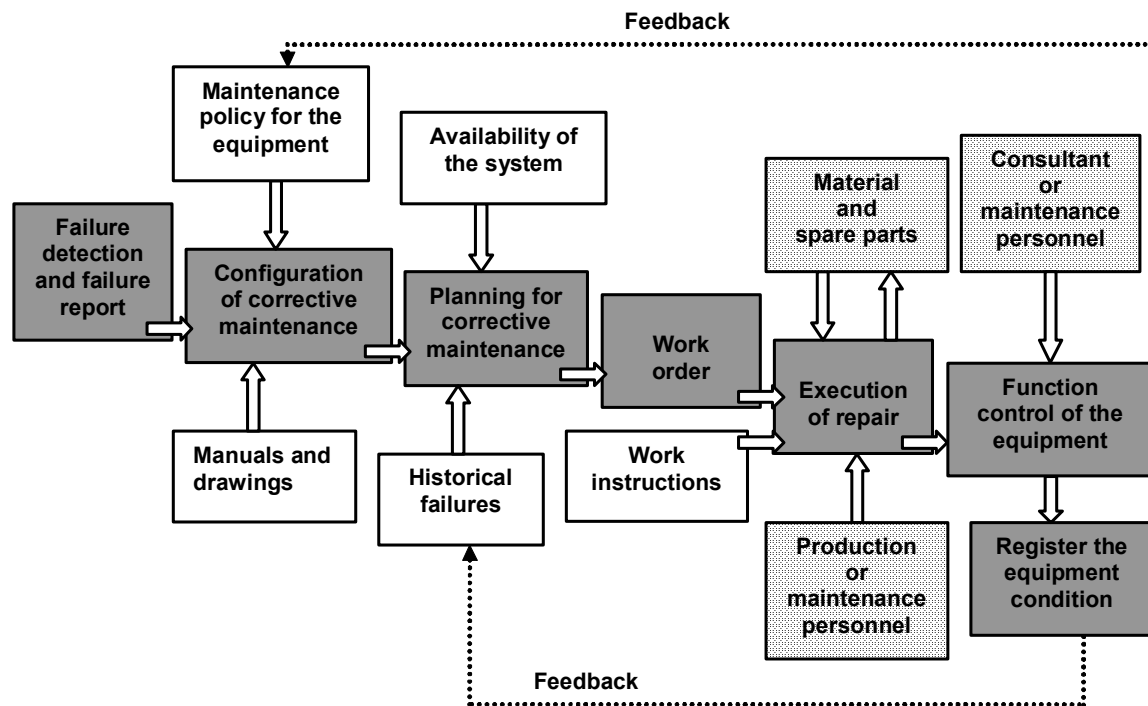 Feedback
Maintenance
policy for the
equipment
Availability of
the system
Material
and
spare parts
Consultant
or
maintenance
personnel
Failure
detection
and failure
report
Configuration
of corrective
maintenance
Planning for
corrective
maintenance
Work
order
Execution
of repair
Function
control of the
equipment
Manuals and
drawings
Historical
failures
Work
instructions
Production
or
maintenance
personnel
Register the
equipment
condition
Feedback